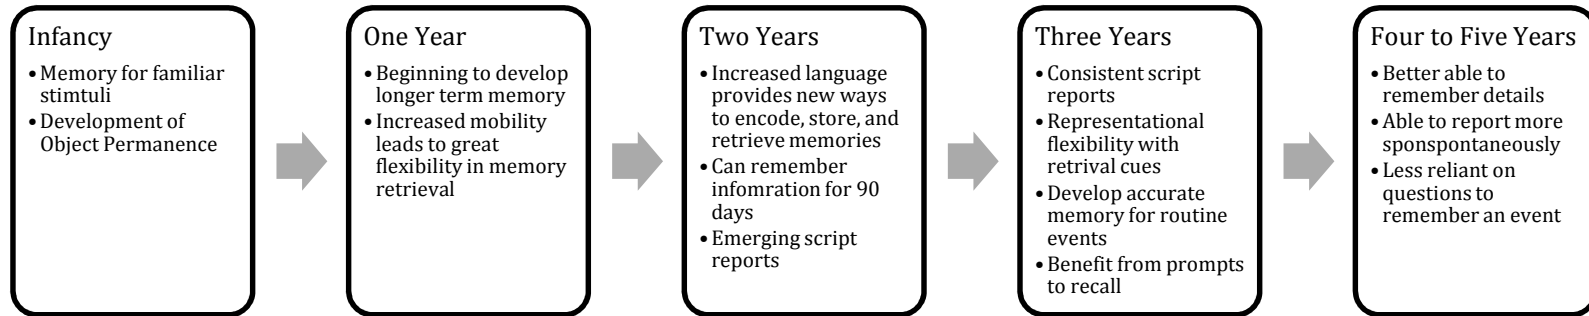 Infancy
• Memory for familiar
stimtuli
• Development of
Object Permanence
One Year
• Beginning to develop
longer term memory
• Increased mobility
leads to great
flexibility in memory
retrieval
Two Years
• Increased language
provides new ways
to encode, store, and
retrieve memories
• Can remember
infomration for 90
days
• Emerging script
reports
Three Years
• Consistent script
reports
• Representational
flexibility with
retrival cues
• Develop accurate
memory for routine
events
• Benefit from prompts
to recall
Four to Five Years
• Better able to
remember details
• Able to report more
sponspontaneously
• Less reliant on
questions to
remember an event